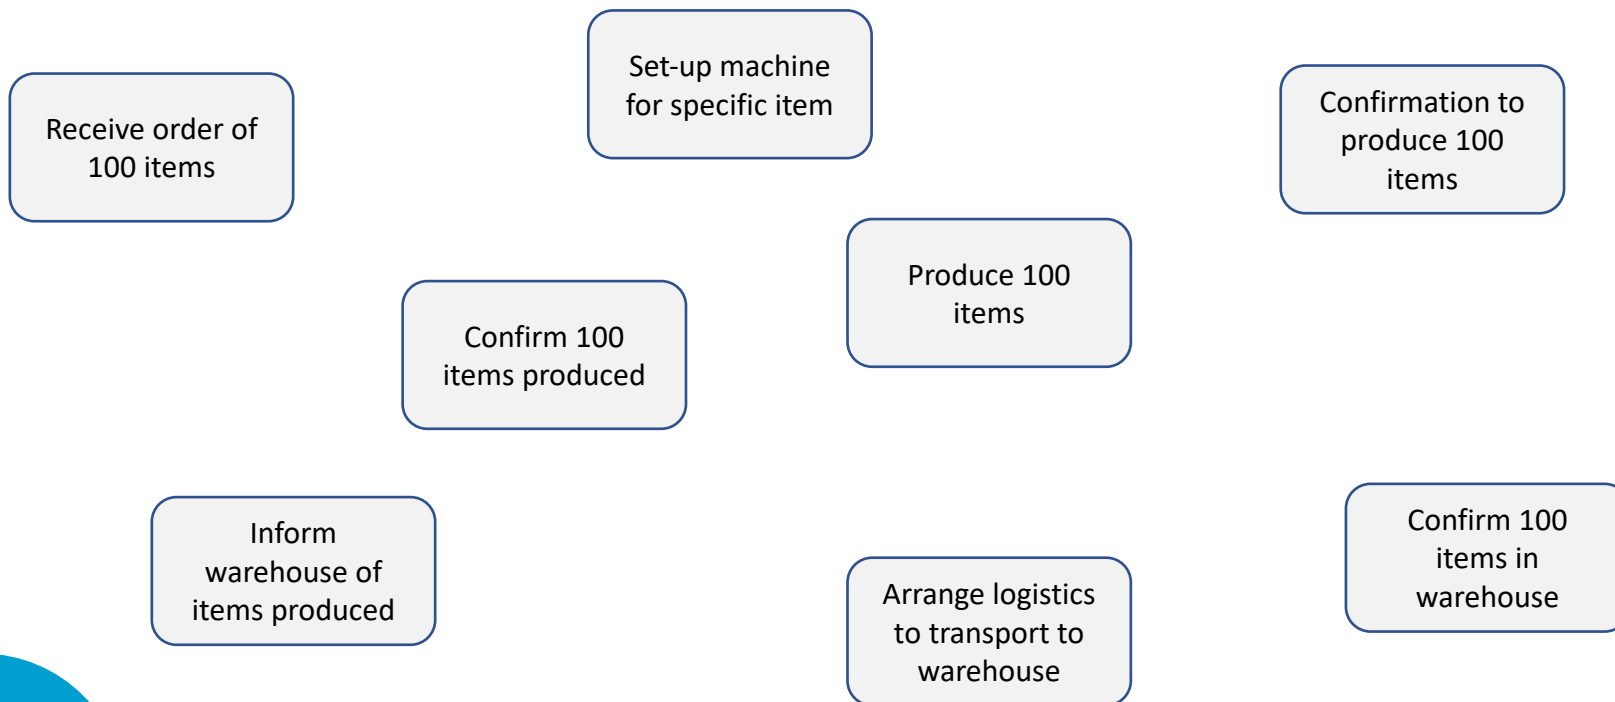 Set-up machine
for specific item
Receive order of
100 items
Confirmation to
produce 100
items
Produce 100
items
Confirm 100
items produced
Inform
warehouse of
items produced
Arrange logistics
to transport to
warehouse
Confirm 100
items in
warehouse